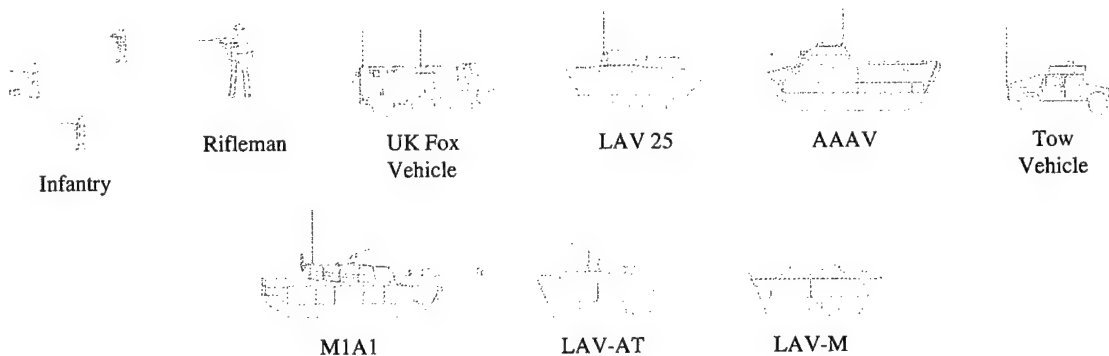 Infantry
Rifleman
UK Fox
Vehicle
LAV 25
AAAV
Tow
Vehicle
M1A1
LAV-AT
LAV-M